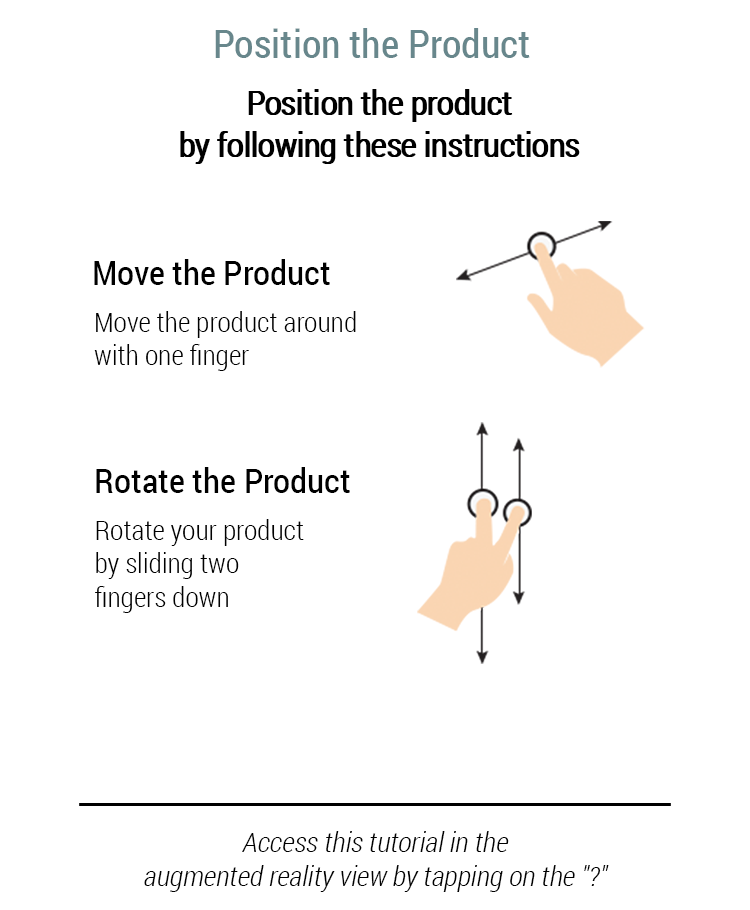 Position the Product
Position the product
by following these instructions
Move the Product
Move the product around
with one finger
Rotate the Product
Rotate your product
by sliding two
fingers down
Access this tutorial in the
augmented reality view by tapping on the "?"